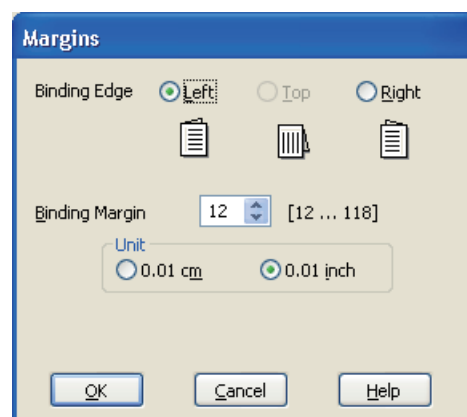 Margins
Binding Edge Left Top Right
Binding Margin 12 [12 ... 118]
Unit
0.01 cm 0.01 inch
OK Cancel Help